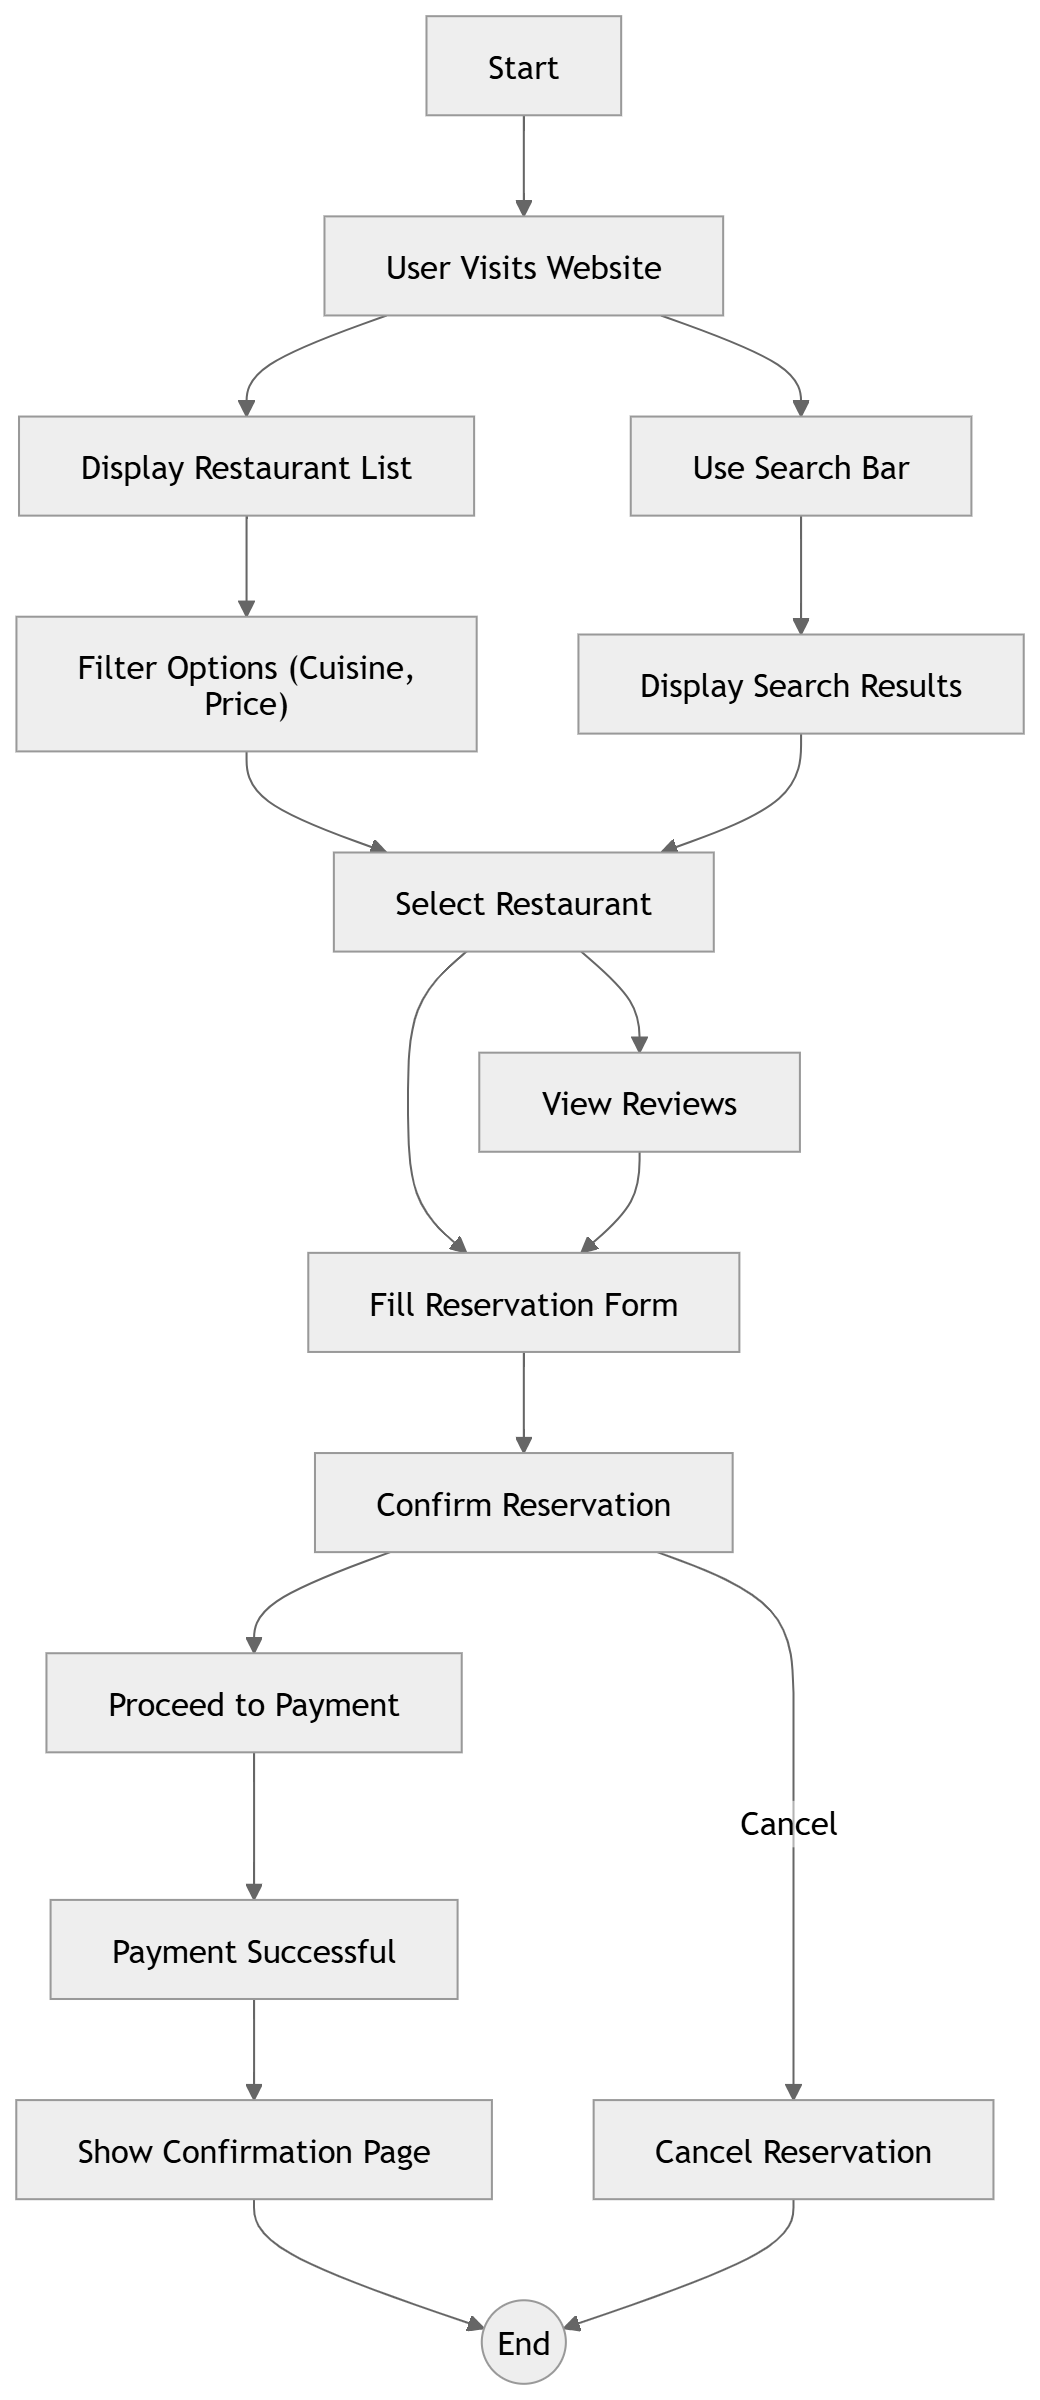 Start
User Visits Website
Display Restaurant List
Use Search Bar
Filter Options (Cuisine,
Price)
Display Search Results
Select Restaurant
View Reviews
Fill Reservation Form
Confirm Reservation
Proceed to Payment
Cancel
Payment Successful
Show Confirmation Page
Cancel Reservation
End